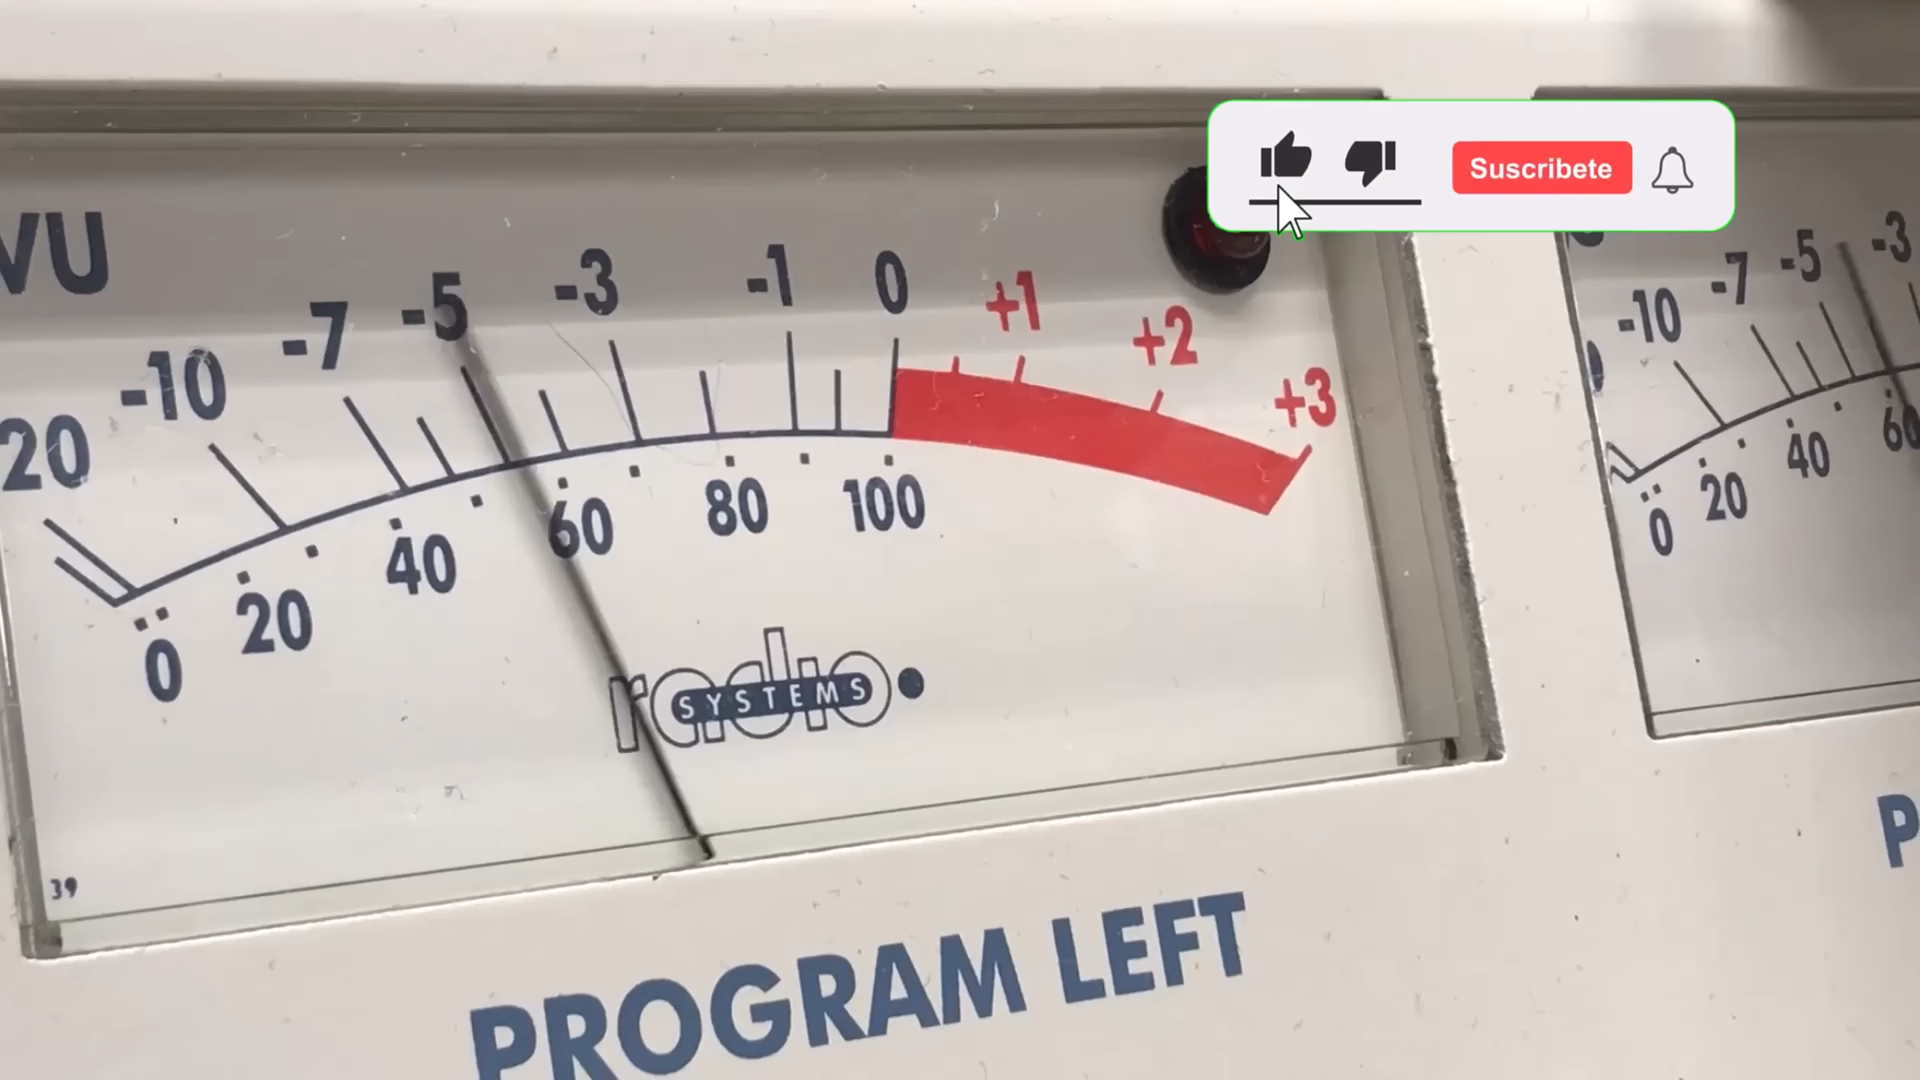 VU
20 -10 -7 -5 -3 -1 0 +1 +2 +3
0 20 40 60 80 100
radio
SYSTEMS
39
PROGRAM LEFT
Suscribete
-10 -7 -5 -3
0 20 40 60
P